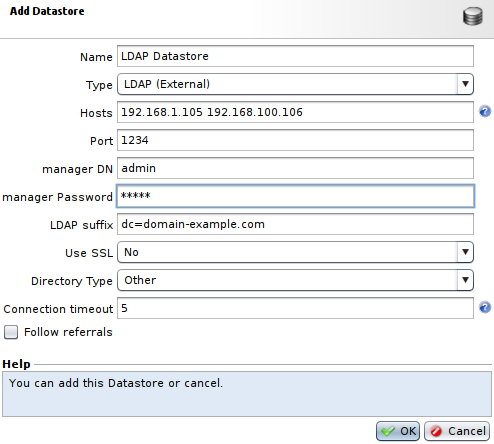 Add Datastore
Name LDAP Datastore
Type LDAP (External)
Hosts 192.168.1.105 192.168.100.106
Port 1234
manager DN admin
manager Password *****
LDAP suffix dc=domain-example.com
Use SSL No
Directory Type Other
Connection timeout 5
Follow referrals
Help
You can add this Datastore or cancel.
OK Cancel